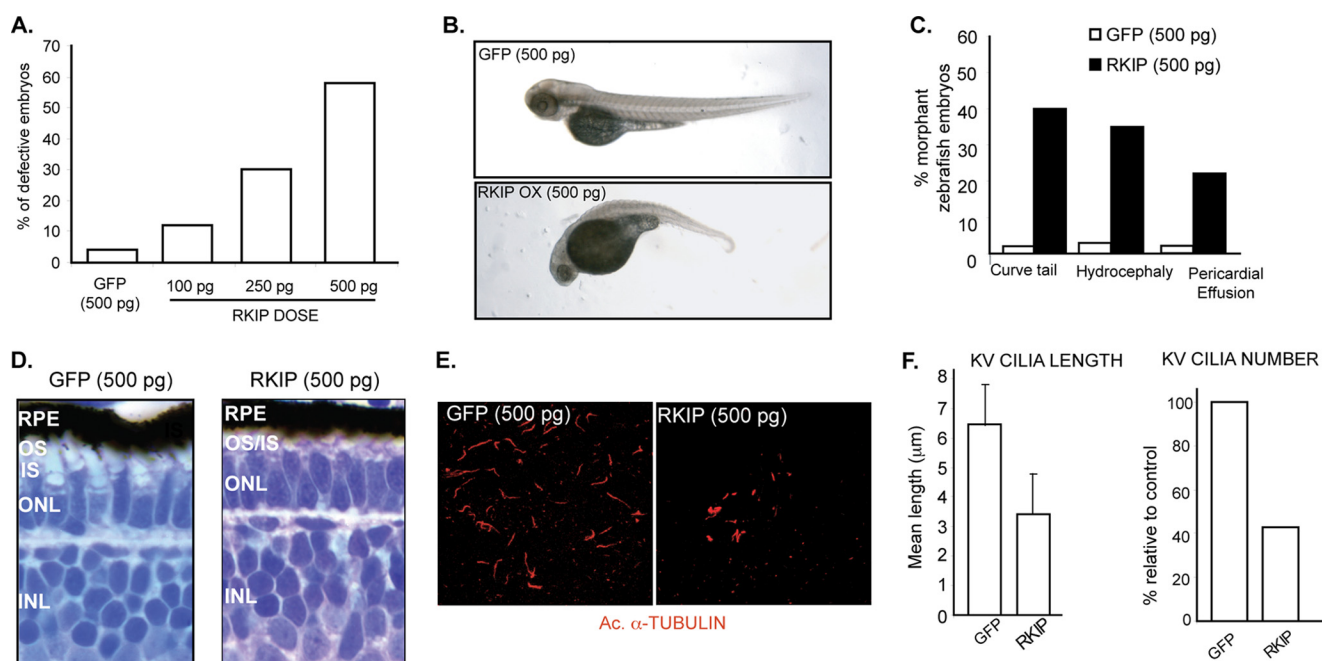 A.
70
60
50
40
30
20
10
0
% of defective embryos
GFP
(500 pg)
100 pg
250 pg
500 pg
RKIP DOSE
B.
GFP (500 pg)
RKIP OX (500 pg)
C.
60
50
40
30
20
10
0
% morphant
zebrafish embryos
GFP (500 pg)
RKIP (500 pg)
Curve tail
Hydrocephaly
Pericardial
Effusion
D.
GFP (500 pg)
RPE
IS
OS
IS
ONL
INL
RKIP (500 pg)
RPE
OS/IS
ONL
INL
E.
GFP (500 pg)
RKIP (500 pg)
Ac. α-TUBULIN
F.
KV CILIA LENGTH
8
7
6
5
4
3
2
1
0
Mean length (μm)
GFP
RKIP
KV CILIA NUMBER
100
80
60
40
20
0
% relative to control
GFP
RKIP